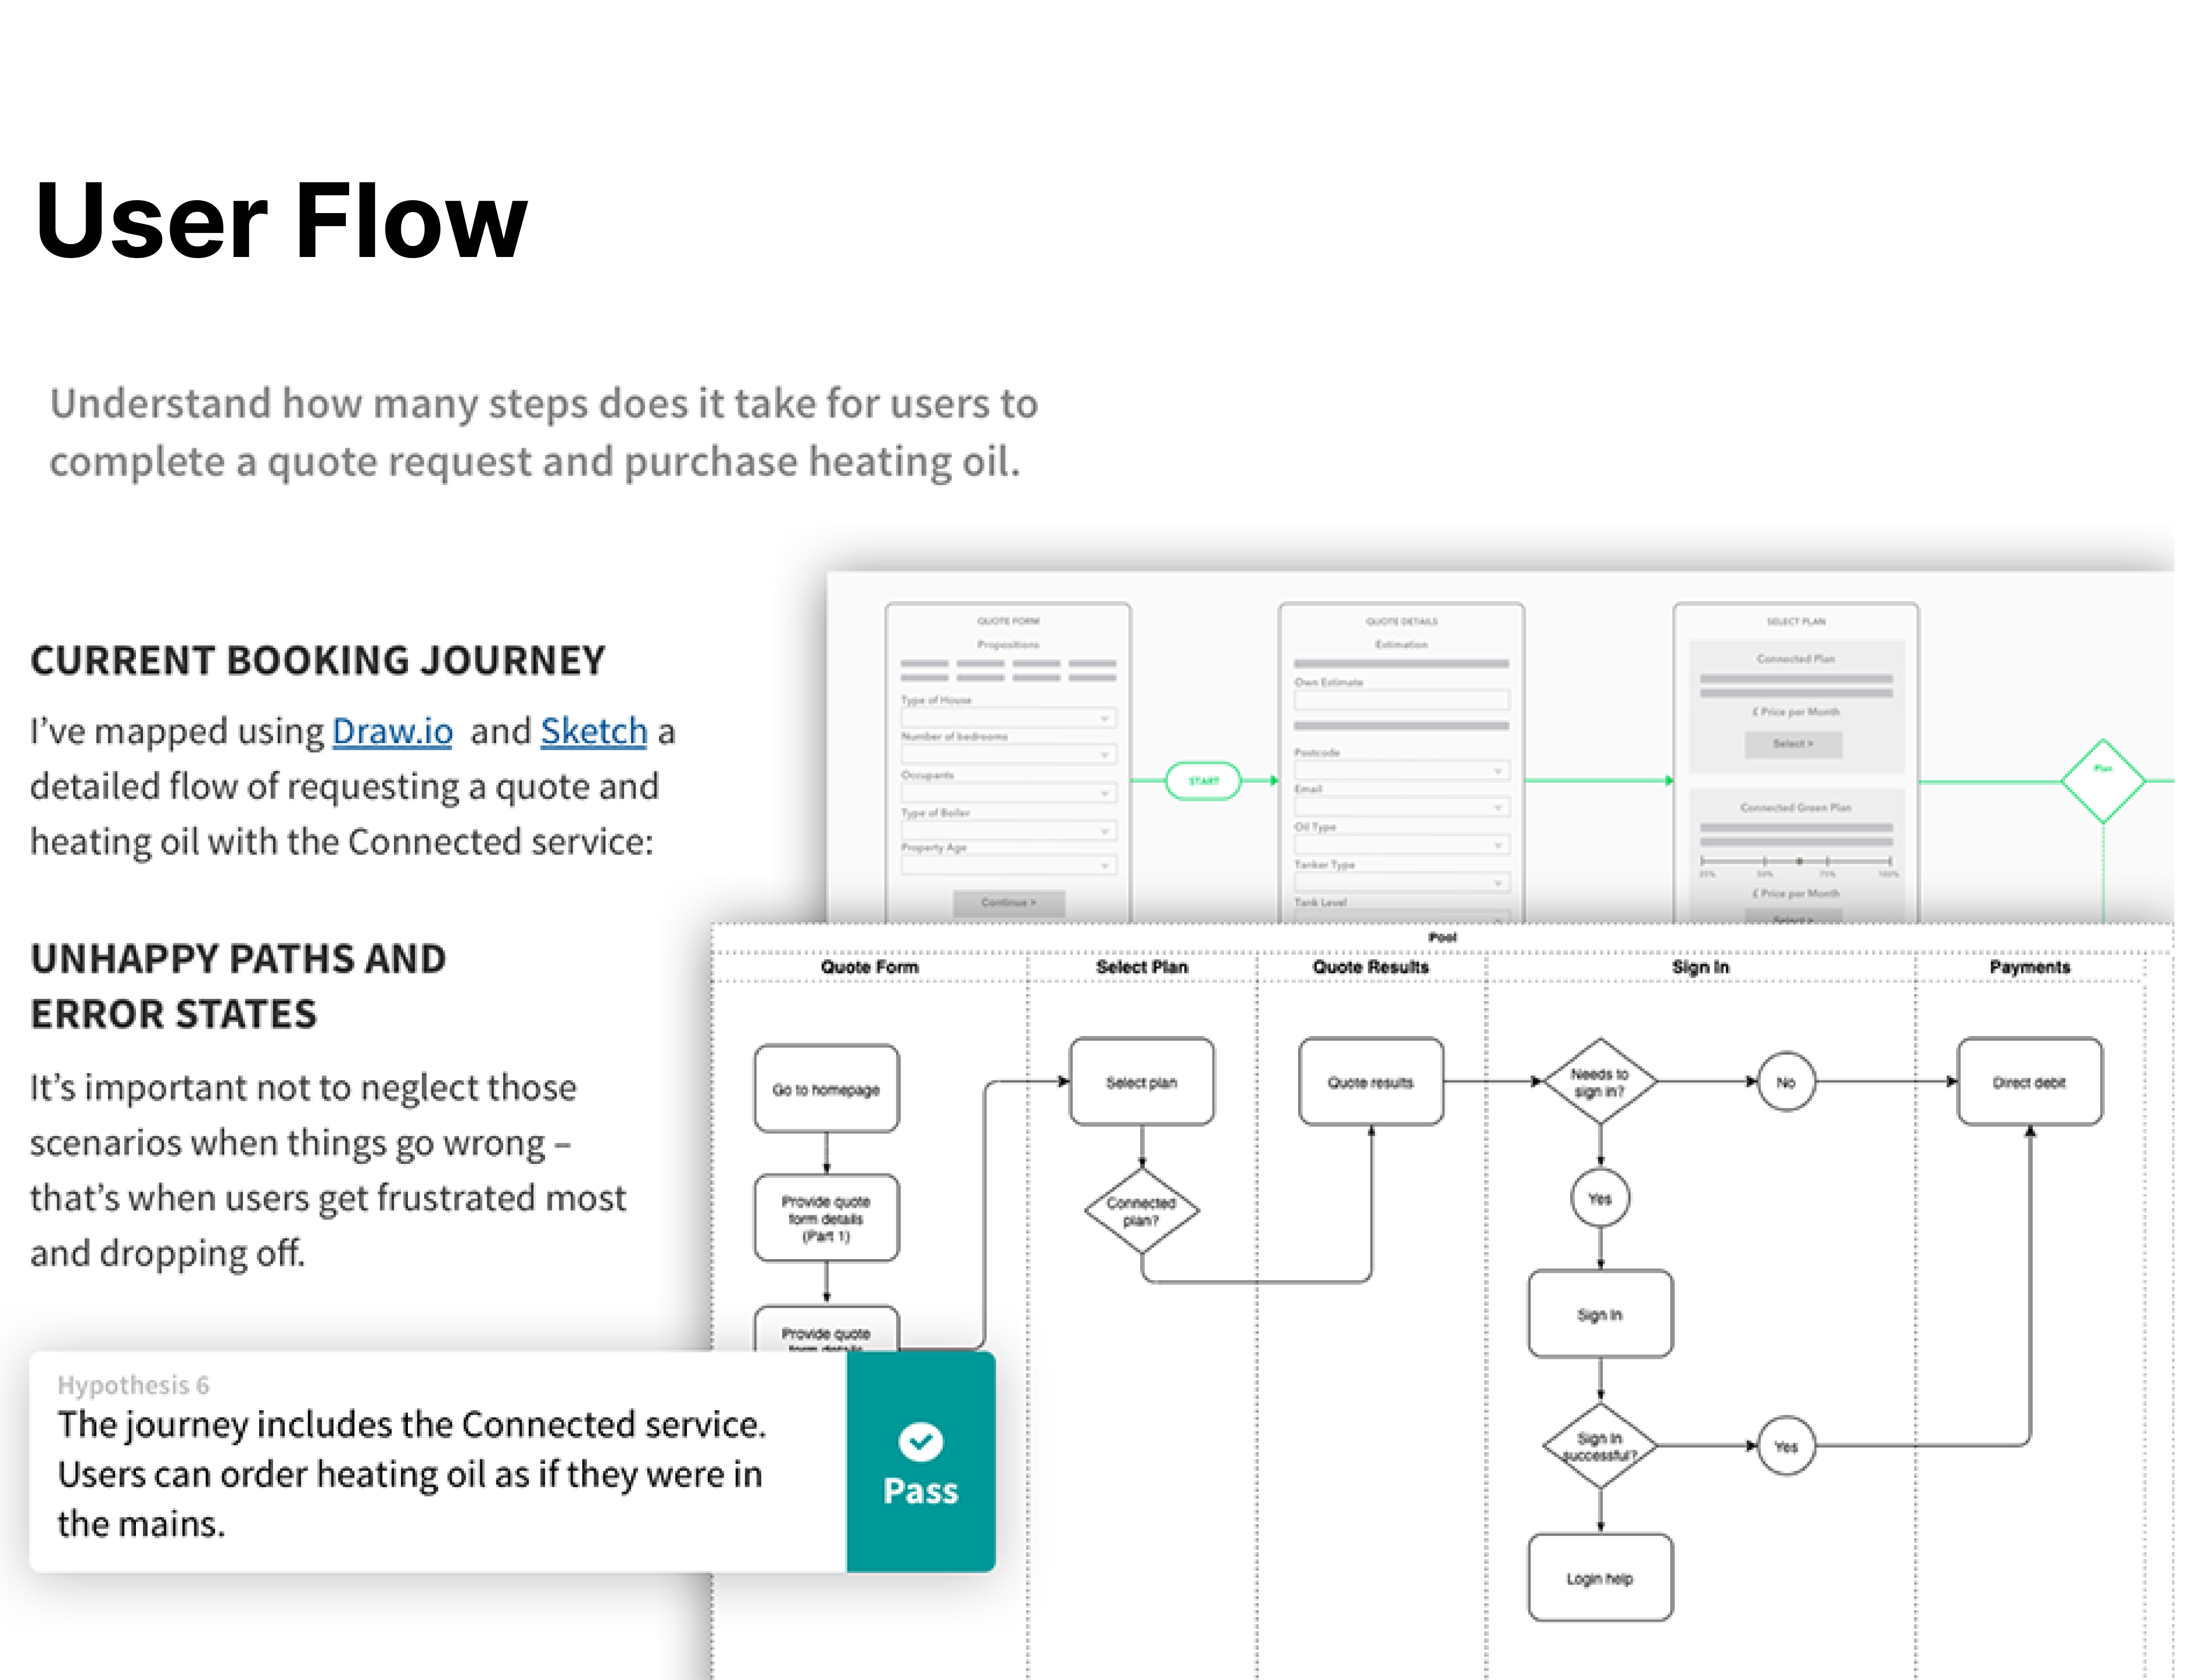 User Flow
Understand how many steps does it take for users to
complete a quote request and purchase heating oil.
CURRENT BOOKING JOURNEY
I’ve mapped using Draw.io and Sketch a
detailed flow of requesting a quote and
heating oil with the Connected service:
UNHAPPY PATHS AND
ERROR STATES
It’s important not to neglect those
scenarios when things go wrong –
that’s when users get frustrated most
and dropping off.
Hypothesis 6
The journey includes the Connected service.
Users can order heating oil as if they were in
the mains.
Pass
QUOTE FORM
Propositions
Type of House
Number of bedrooms
Occupants
Type of Boiler
Property Age
Continue >
START
QUOTE DETAILS
Estimation
Own Estimate
Postcode
Email
Oil Type
Tanker Type
Tank Level
SELECT PLAN
Connected Plan
£ Price per Month
Select >
Connected Green Plan
25% 50% 75% 100%
£ Price per Month
Select >
Plan
Pool
Quote Form
Select Plan
Quote Results
Sign In
Payments
Go to homepage
Provide quote
form details
(Part 1)
Provide quote
form details
Select plan
Connected
plan?
Quote results
Needs to
sign in?
No
Yes
Sign In
Sign In
successful?
Yes
Login help
Direct debit